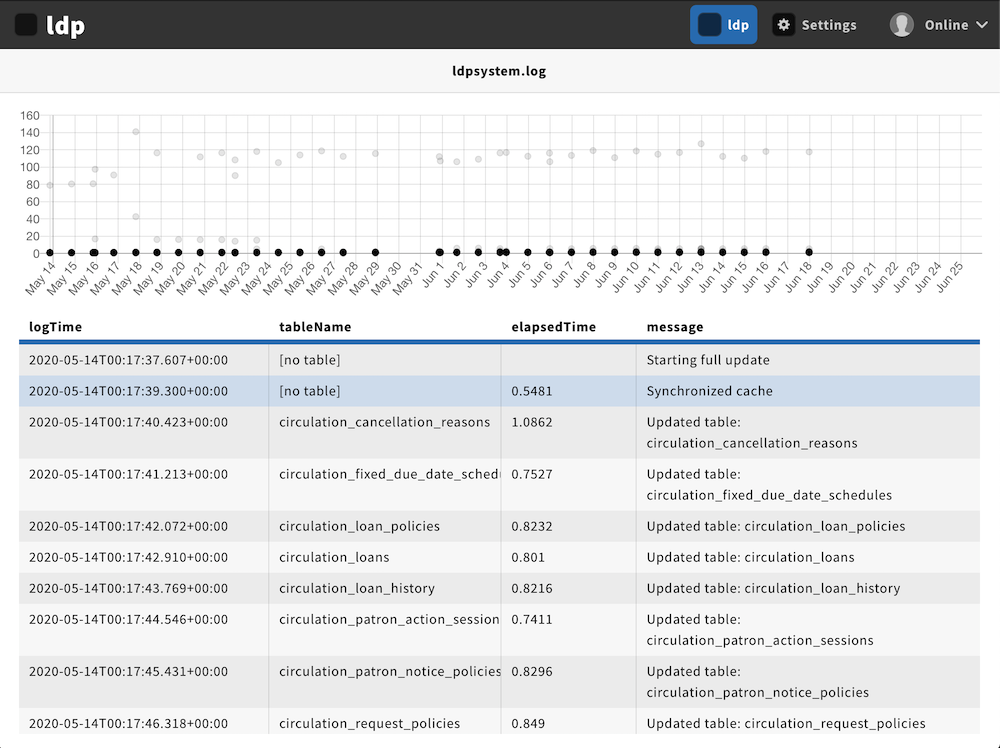 ldp
ldp
Settings
Online
ldpsystem.log
160
140
120
100
80
60
40
20
0
May 14
May 15
May 16
May 17
May 18
May 19
May 20
May 21
May 22
May 23
May 24
May 25
May 26
May 27
May 28
May 29
May 30
May 31
Jun 1
Jun 2
Jun 3
Jun 4
Jun 5
Jun 6
Jun 7
Jun 8
Jun 9
Jun 10
Jun 11
Jun 12
Jun 13
Jun 14
Jun 15
Jun 16
Jun 17
Jun 18
Jun 19
Jun 20
Jun 21
Jun 22
Jun 23
Jun 24
Jun 25
logTime tableName elapsedTime message
2020-05-14T00:17:37.607+00:00 [no table] Starting full update
2020-05-14T00:17:39.300+00:00 [no table] 0.5481 Synchronized cache
2020-05-14T00:17:40.423+00:00 circulation_cancellation_reasons 1.0862 Updated table:
circulation_cancellation_reasons
2020-05-14T00:17:41.213+00:00 circulation_fixed_due_date_sched 0.7527 Updated table:
circulation_fixed_due_date_schedules
2020-05-14T00:17:42.072+00:00 circulation_loan_policies 0.8232 Updated table: circulation_loan_policies
2020-05-14T00:17:42.910+00:00 circulation_loans 0.801 Updated table: circulation_loans
2020-05-14T00:17:43.769+00:00 circulation_loan_history 0.8216 Updated table: circulation_loan_history
2020-05-14T00:17:44.546+00:00 circulation_patron_action_session 0.7411 Updated table:
circulation_patron_action_sessions
2020-05-14T00:17:45.431+00:00 circulation_patron_notice_policies 0.8296 Updated table:
circulation_patron_notice_policies
2020-05-14T00:17:46.318+00:00 circulation_request_policies 0.849 Updated table: circulation_request_policies